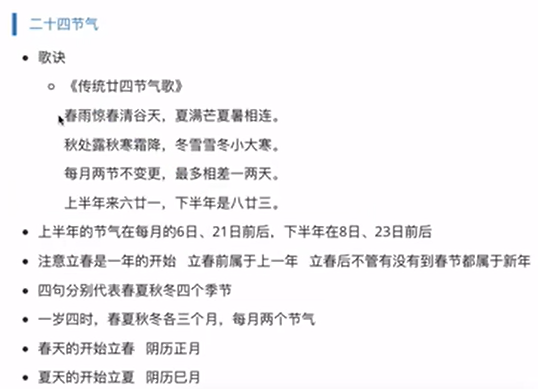 二十四节气
歌诀
《传统廿四节气歌》
春雨惊春清谷天，夏满芒夏暑相连。
秋处露秋寒霜降，冬雪雪冬小大寒。
每月两节不变更，最多相差一两天。
上半年来六廿一，下半年是八廿三。
上半年的节气在每月的6日、21日前后，下半年在8日、23日前后
注意立春是一年的开始 立春前属于上一年 立春后不管有没有到春节都属于新年
四句分别代表春夏秋冬四个季节
一岁四时，春夏秋冬各三个月，每月两个节气
春天的开始立春 阴历正月
夏天的开始立夏 阴历巳月